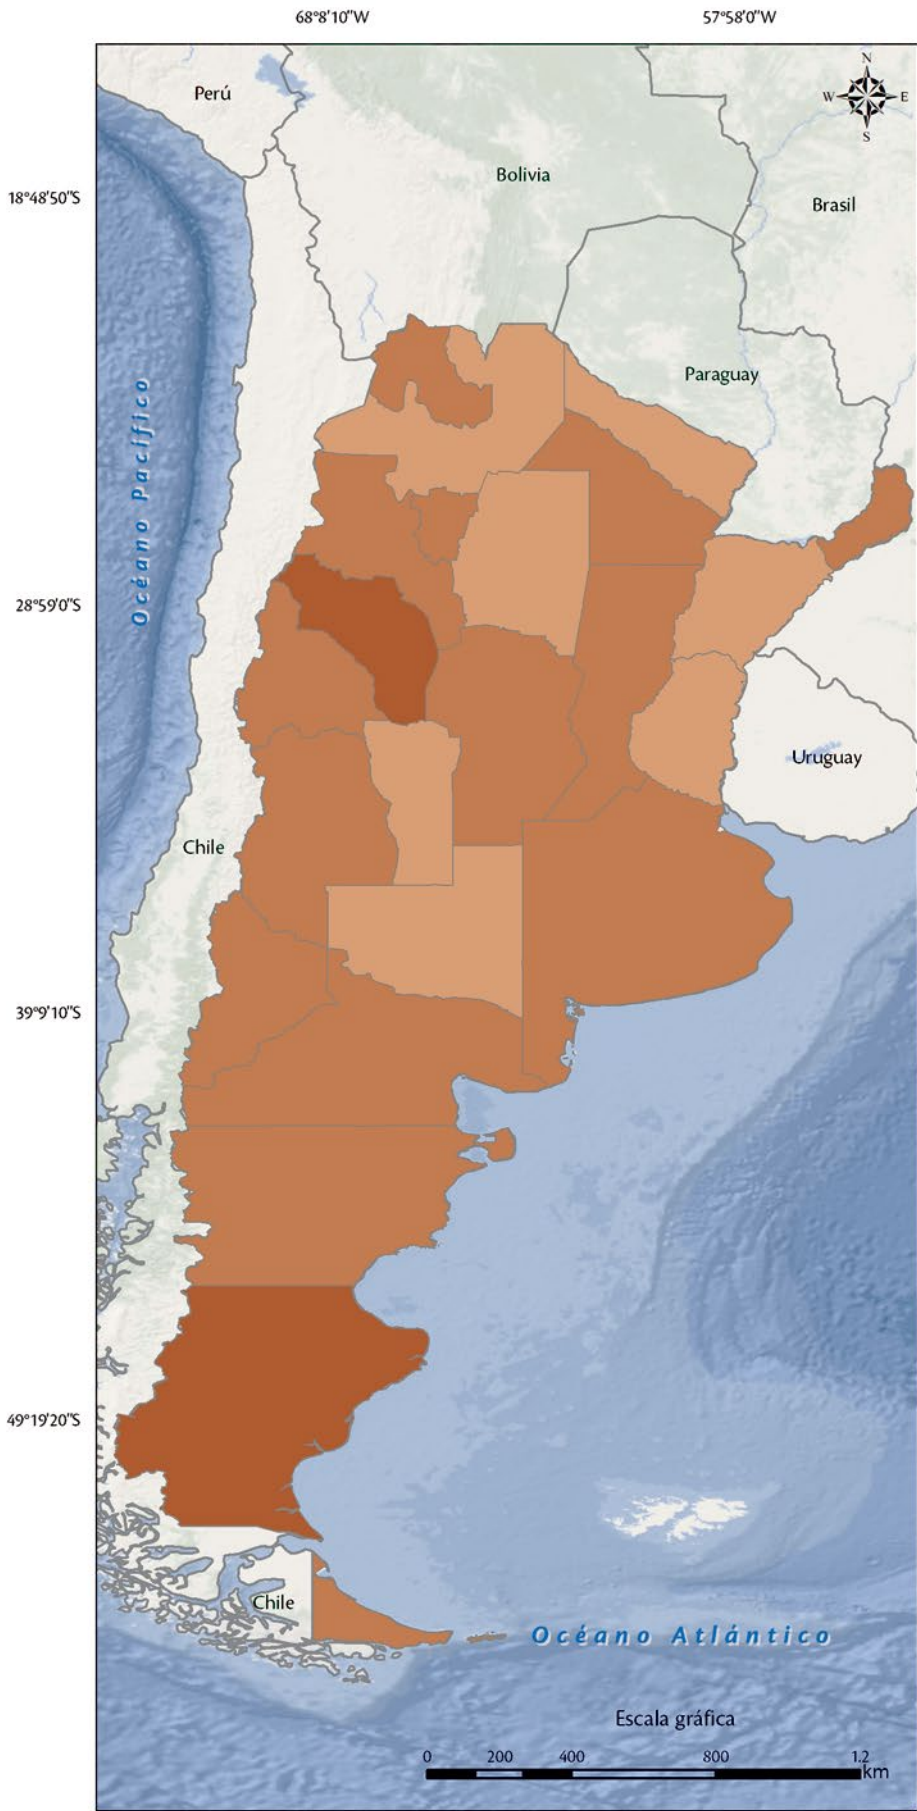 68°8'10"W
57°58'0"W
N
W
E
S
Perú
Bolivia
Brasil
18°48'50"S
Paraguay
Océano Pacífico
28°59'0"S
Uruguay
Chile
39°9'10"S
49°19'20"S
Chile
Océano Atlántico
Escala gráfica
0 200 400 800 1.2
km